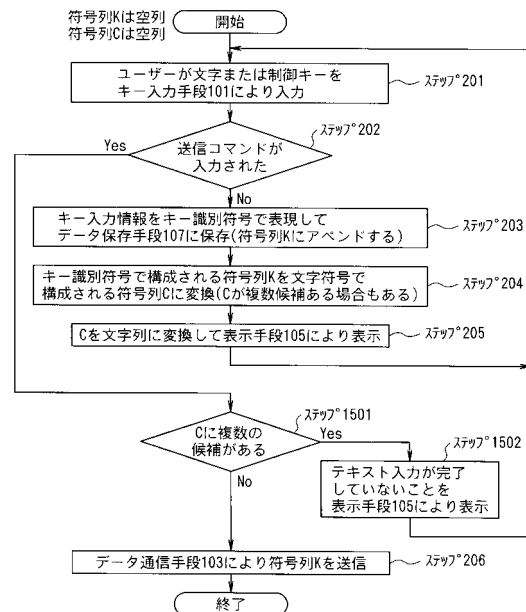 符号列Kは空列
符号列Cは空列
開始
ユーザーが文字または制御キーを
キー入力手段101により入力
ステップ201
送信コマンドが
入力された
ステップ202
Yes
No
キー入力情報をキー識別符号で表現して
データ保存手段107に保存(符号列Kにアペンドする)
ステップ203
キー識別符号で構成される符号列Kを文字符号で
構成される符号列Cに変換(Cが複数候補ある場合もある)
ステップ204
Cを文字列に変換して表示手段105により表示
ステップ205
Cに複数の
候補がある
ステップ1501
Yes
No
テキスト入力が完了
していないことを
表示手段105により表示
ステップ1502
データ通信手段103により符号列Kを送信
ステップ206
終了